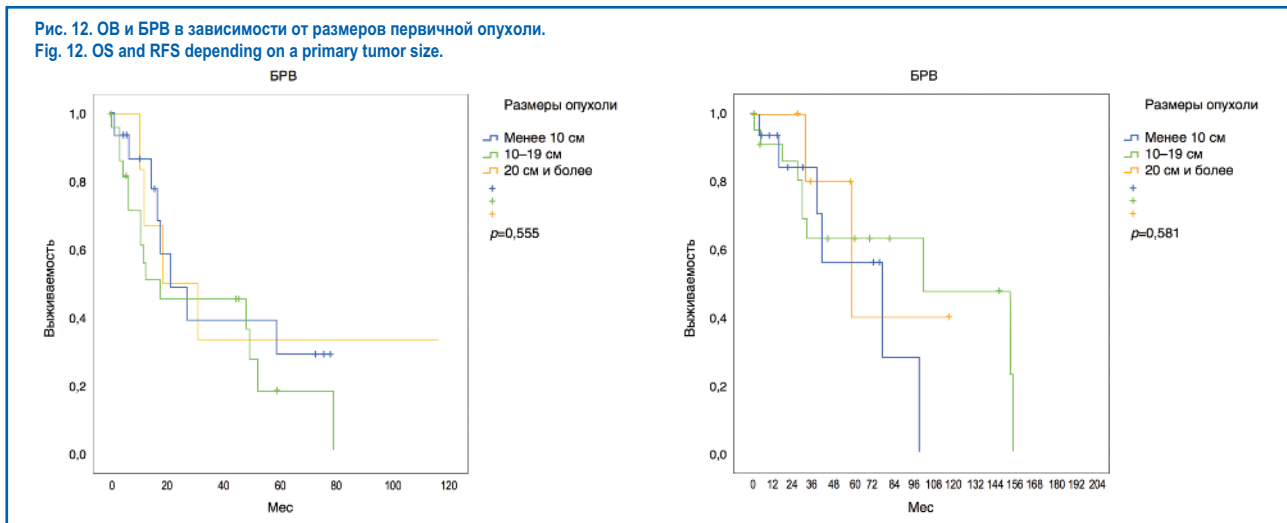 Рис. 12. ОВ и БРВ в зависимости от размеров первичной опухоли.
Fig. 12. OS and RFS depending on a primary tumor size.
БРВ
Выживаемость
1,0
0,8
0,6
0,4
0,2
0,0
0 20 40 60 80 100 120
Мес
Размеры опухоли
Менее 10 см
10–19 см
20 см и более
p=0,555
БРВ
Выживаемость
1,0
0,8
0,6
0,4
0,2
0,0
0 12 24 36 48 60 72 84 96 108 120 132 144 156 168 180 192 204
Мес
Размеры опухоли
Менее 10 см
10–19 см
20 см и более
p=0,581